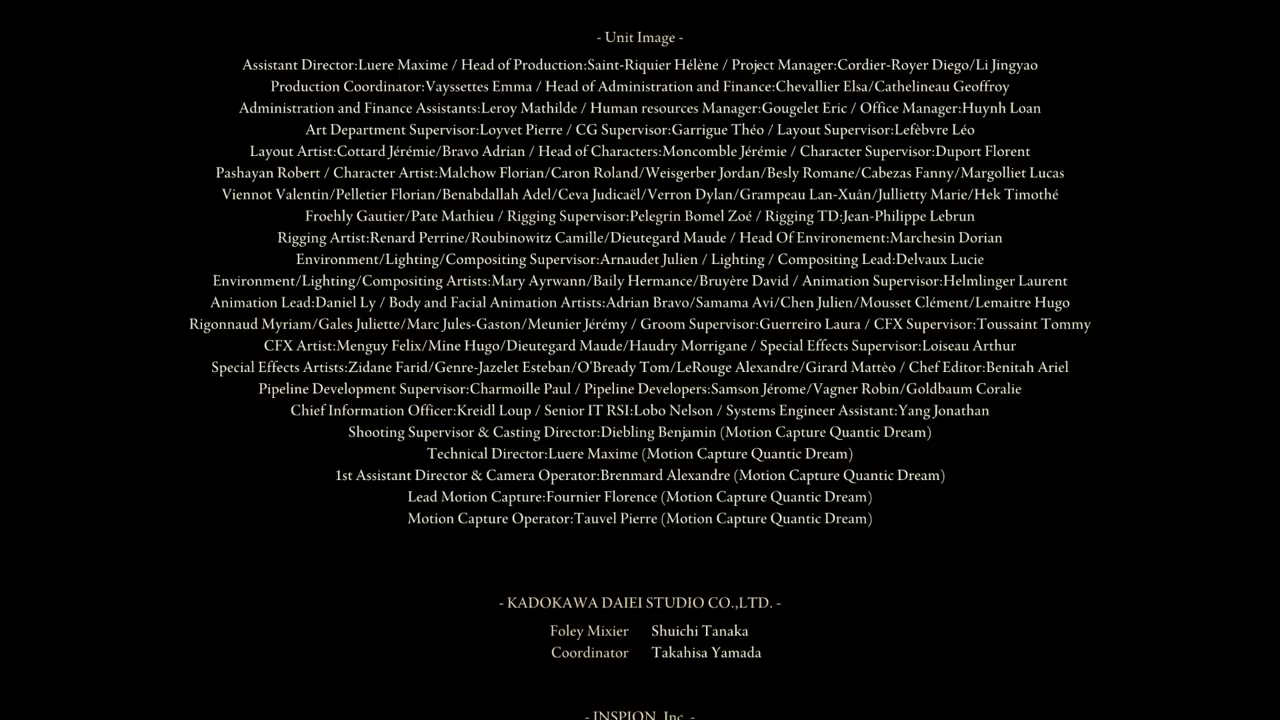 - Unit Image -
Assistant Director:Luere Maxime / Head of Production:Saint-Riquier Hélène / Project Manager:Cordier-Royer Diego/Li Jingyao
Production Coordinator:Vayssettes Emma / Head of Administration and Finance:Chevallier Elsa/Cathelineau Geoffroy
Administration and Finance Assistants:Leroy Mathilde / Human resources Manager:Gougelet Eric / Office Manager:Huynh Loan
Art Department Supervisor:Loyvet Pierre / CG Supervisor:Garrigue Théo / Layout Supervisor:Lefèbvre Léo
Layout Artist:Cottard Jérémie/Bravo Adrian / Head of Characters:Moncomble Jérémie / Character Supervisor:Duport Florent
Pashayan Robert / Character Artist:Malchow Florian/Caron Roland/Weisgerber Jordan/Besly Romane/Cabezas Fanny/Margolliet Lucas
Viennot Valentin/Pelletier Florian/Benabdallah Adel/Ceva Judicaël/Verron Dylan/Grampeau Lan-Xuân/Jullietty Marie/Hek Timothé
Froehly Gautier/Pate Mathieu / Rigging Supervisor:Pelegrin Bomel Zoé / Rigging TD:Jean-Philippe Lebrun
Rigging Artist:Renard Perrine/Roubinowitz Camille/Dieutegard Maude / Head Of Environement:Marchesin Dorian
Environment/Lighting/Compositing Supervisor:Arnaudet Julien / Lighting / Compositing Lead:Delvaux Lucie
Environment/Lighting/Compositing Artists:Mary Ayrwann/Baily Hermance/Bruyère David / Animation Supervisor:Helmlinger Laurent
Animation Lead:Daniel Ly / Body and Facial Animation Artists:Adrian Bravo/Samama Avi/Chen Julien/Mousset Clément/Lemaitre Hugo
Rigonnaud Myriam/Gales Juliette/Marc Jules-Gaston/Meunier Jérémy / Groom Supervisor:Guerreiro Laura / CFX Supervisor:Toussaint Tommy
CFX Artist:Menguy Felix/Mine Hugo/Dieutegard Maude/Haudry Morrigane / Special Effects Supervisor:Loiseau Arthur
Special Effects Artists:Zidane Farid/Genre-Jazelet Esteban/O'Bready Tom/LeRouge Alexandre/Girard Mattèo / Chef Editor:Benitah Ariel
Pipeline Development Supervisor:Charmoille Paul / Pipeline Developers:Samson Jérome/Vagner Robin/Goldbaum Coralie
Chief Information Officer:Kreidl Loup / Senior IT RSI:Lobo Nelson / Systems Engineer Assistant:Yang Jonathan
Shooting Supervisor & Casting Director:Diebling Benjamin (Motion Capture Quantic Dream)
Technical Director:Luere Maxime (Motion Capture Quantic Dream)
1st Assistant Director & Camera Operator:Brenmard Alexandre (Motion Capture Quantic Dream)
Lead Motion Capture:Fournier Florence (Motion Capture Quantic Dream)
Motion Capture Operator:Tauvel Pierre (Motion Capture Quantic Dream)
- KADOKAWA DAIEI STUDIO CO.,LTD. -
Foley Mixier Shuichi Tanaka
Coordinator Takahisa Yamada
- INSPION, Inc. -